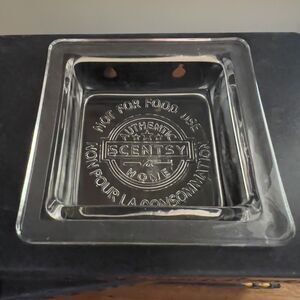 NOT FOR FOOD USE
AUTHENTIC
SCENTSY
HOME
NON POUR LA CONSOMMATION